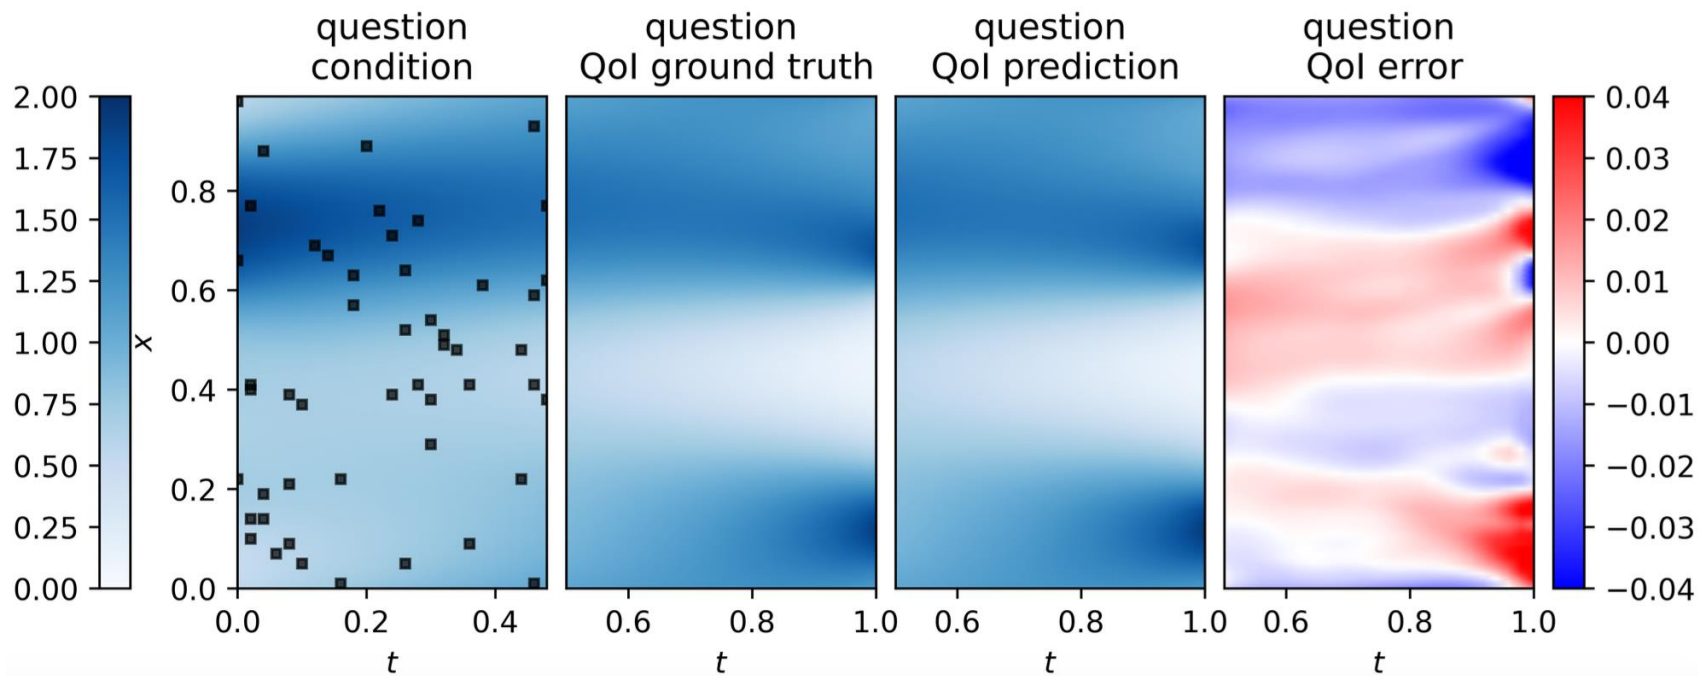 question
condition
question
QoI ground truth
question
QoI prediction
question
QoI error
2.00
1.75
1.50
1.25
1.00
0.75
0.50
0.25
0.00
x
0.8
0.6
0.4
0.2
0.0
0.0 0.2 0.4
t
0.6 0.8 1.0
t
0.6 0.8 1.0
t
0.6 0.8 1.0
t
0.04
0.03
0.02
0.01
0.00
−0.01
−0.02
−0.03
−0.04